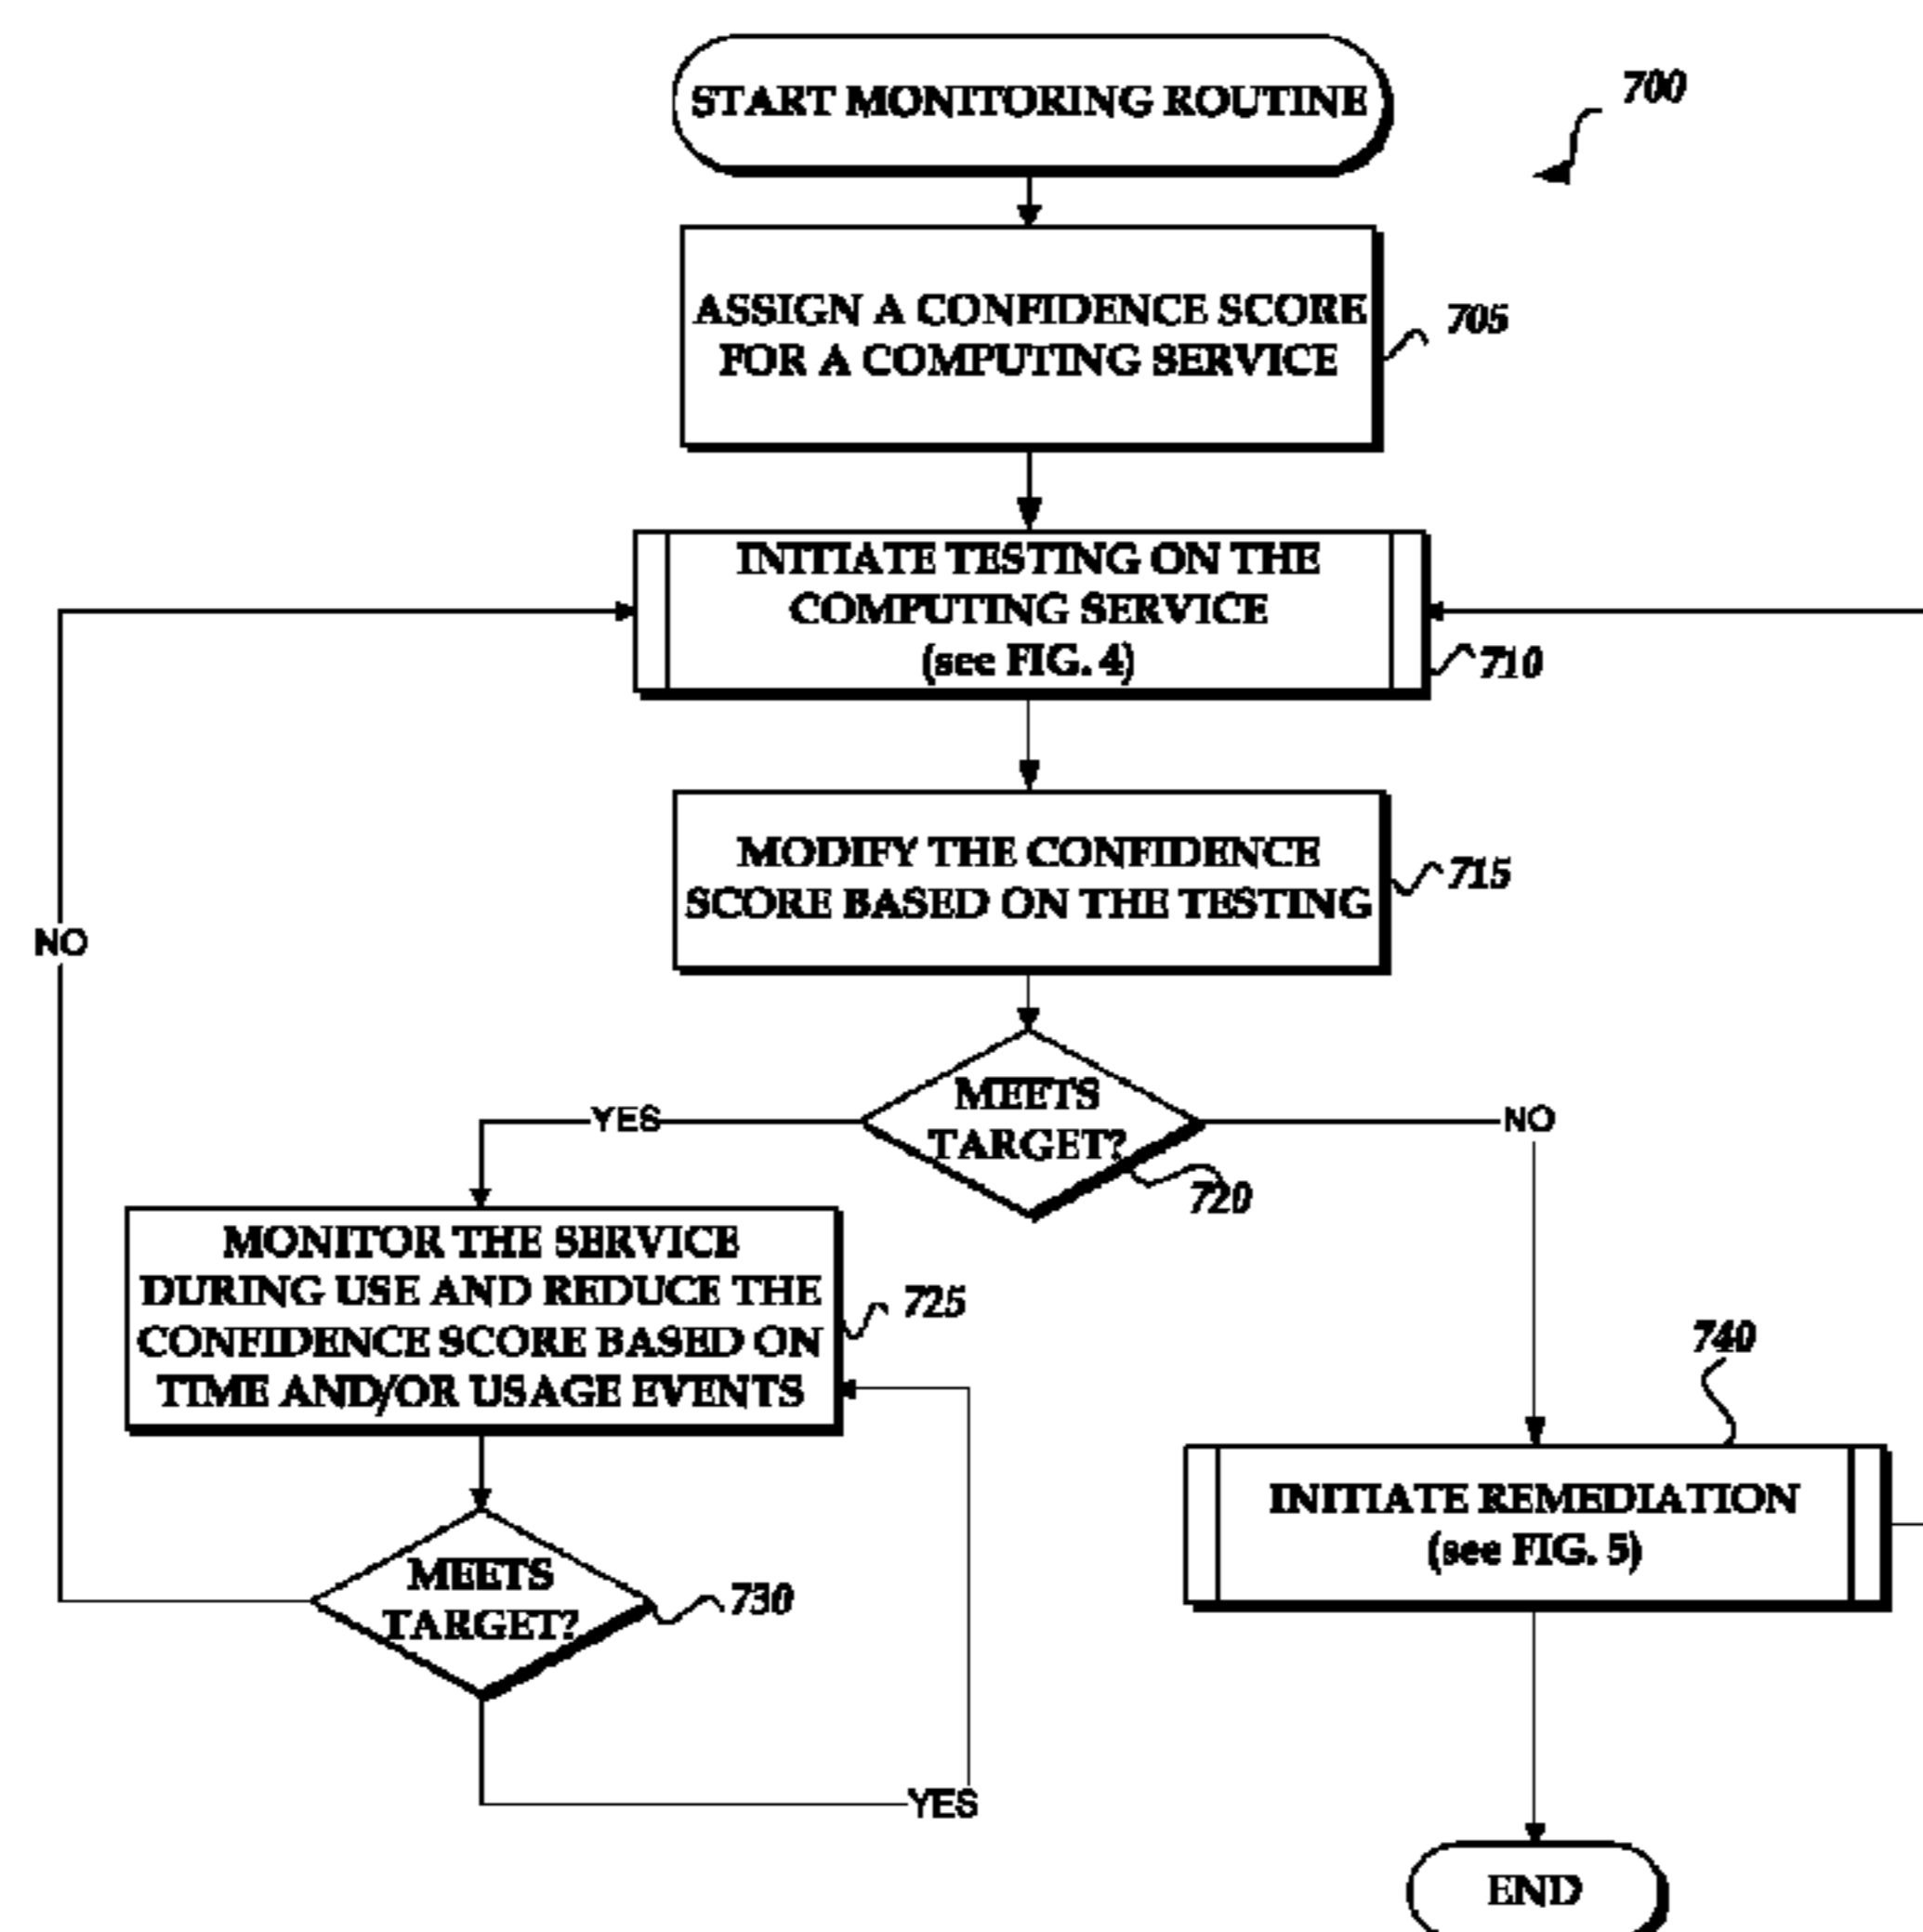 START MONITORING ROUTINE
700
ASSIGN A CONFIDENCE SCORE
FOR A COMPUTING SERVICE
705
INITIATE TESTING ON THE
COMPUTING SERVICE
(see FIG. 4)
710
MODIFY THE CONFIDENCE
SCORE BASED ON THE TESTING
715
NO
MEETS
TARGET?
720
YES
NO
MONITOR THE SERVICE
DURING USE AND REDUCE THE
CONFIDENCE SCORE BASED ON
TIME AND/OR USAGE EVENTS
725
740
INITIATE REMEDIATION
(see FIG. 5)
MEETS
TARGET?
730
YES
END